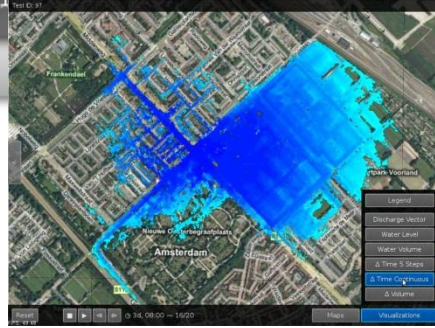 Test ID: 97
Frankendael
rtpark-Voorland
Nieuwe Oosterbegraafplaats
Amsterdam
S113
Legend
Discharge Vector
Water Level
Water Volume
Δ Time 5 Steps
Δ Time Continuous
Δ Volume
Reset
3d, 08:00 — 16/20
Maps
Visualizations